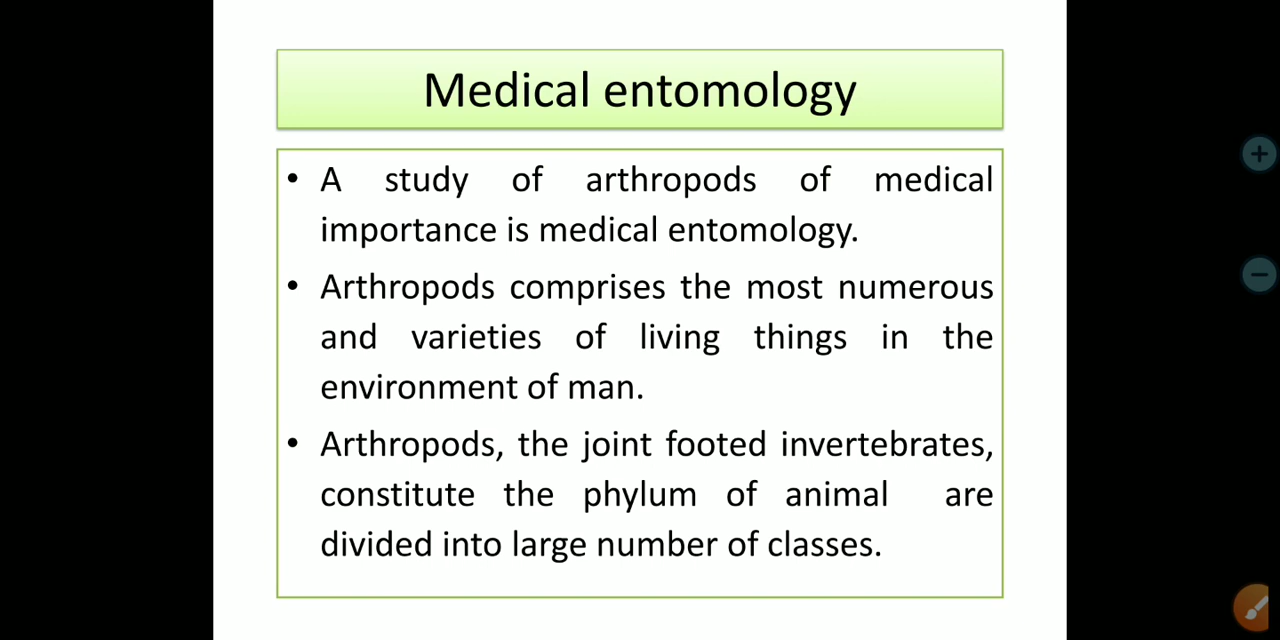 Medical entomology
• A study of arthropods of medical
importance is medical entomology.
• Arthropods comprises the most numerous
and varieties of living things in the
environment of man.
• Arthropods, the joint footed invertebrates,
constitute the phylum of animal are
divided into large number of classes.